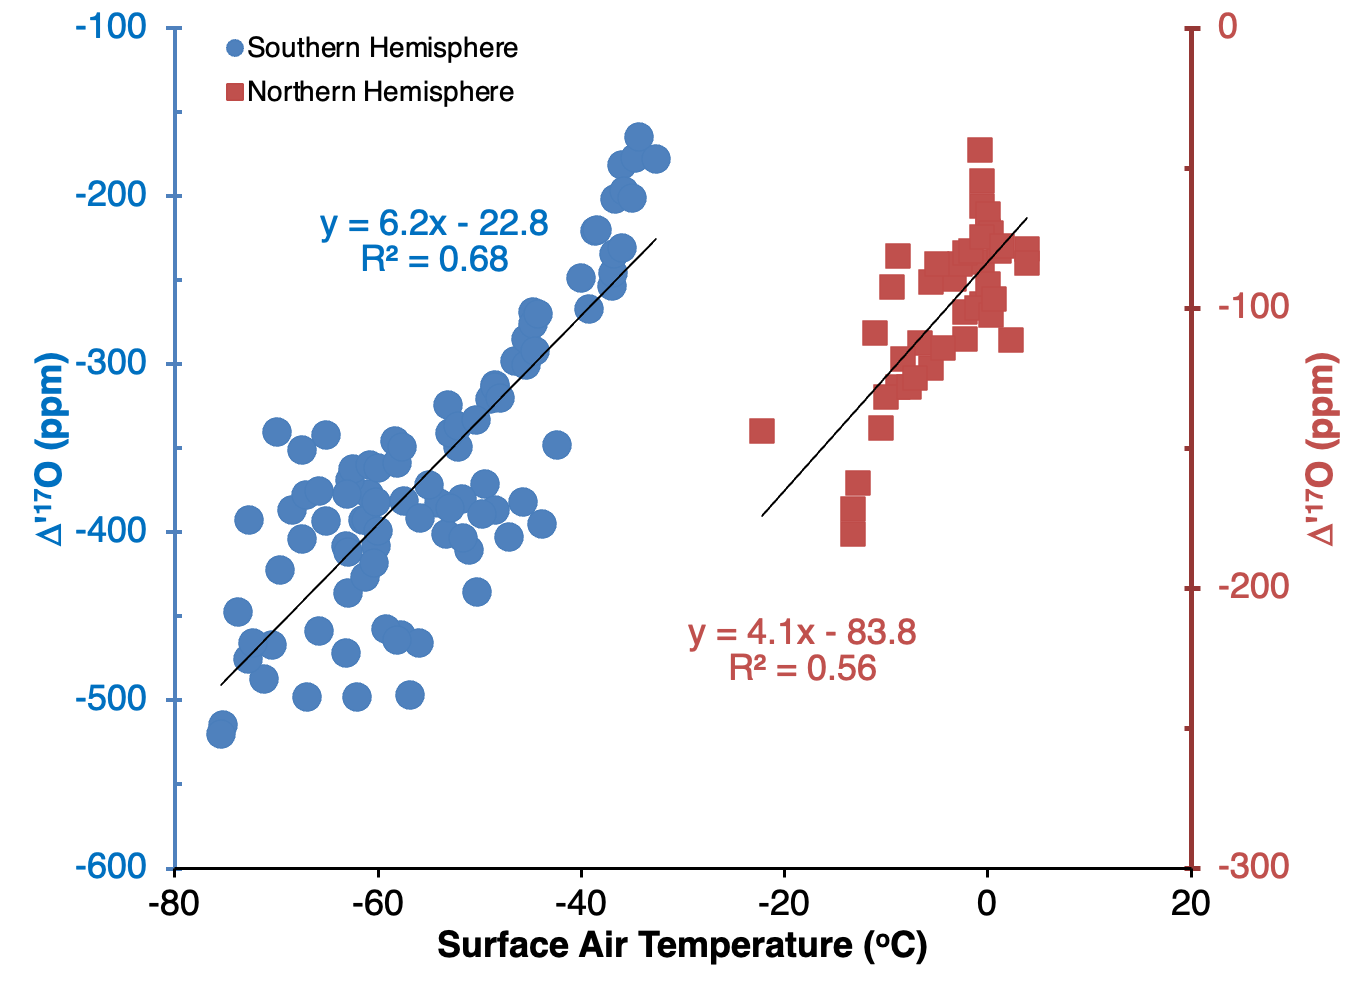 -100
-200
-300
-400
-500
-600
Δ'¹⁷O (ppm)
Southern Hemisphere
Northern Hemisphere
y = 6.2x - 22.8
R² = 0.68
y = 4.1x - 83.8
R² = 0.56
0
-100
-200
-300
Δ'¹⁷O (ppm)
-80 -60 -40 -20 0 20
Surface Air Temperature (ºC)